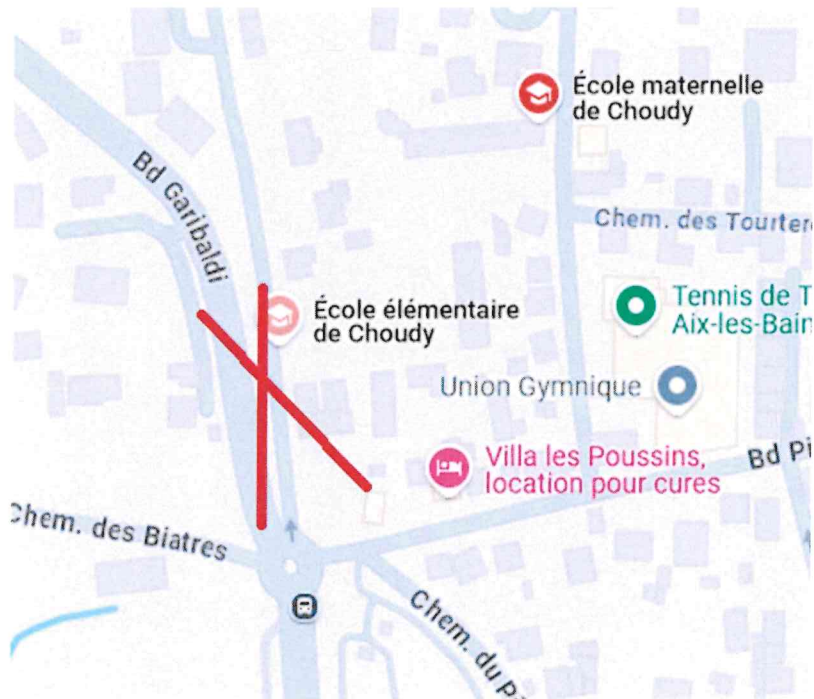 École maternelle
de Choudy
Bd Garibaldi
Chem. des Tourter
École élémentaire
de Choudy
Tennis de T
Aix-les-Bain
Union Gymnique
Villa les Poussins,
location pour cures
Bd Pi
Chem. des Biatres
Chem. du P